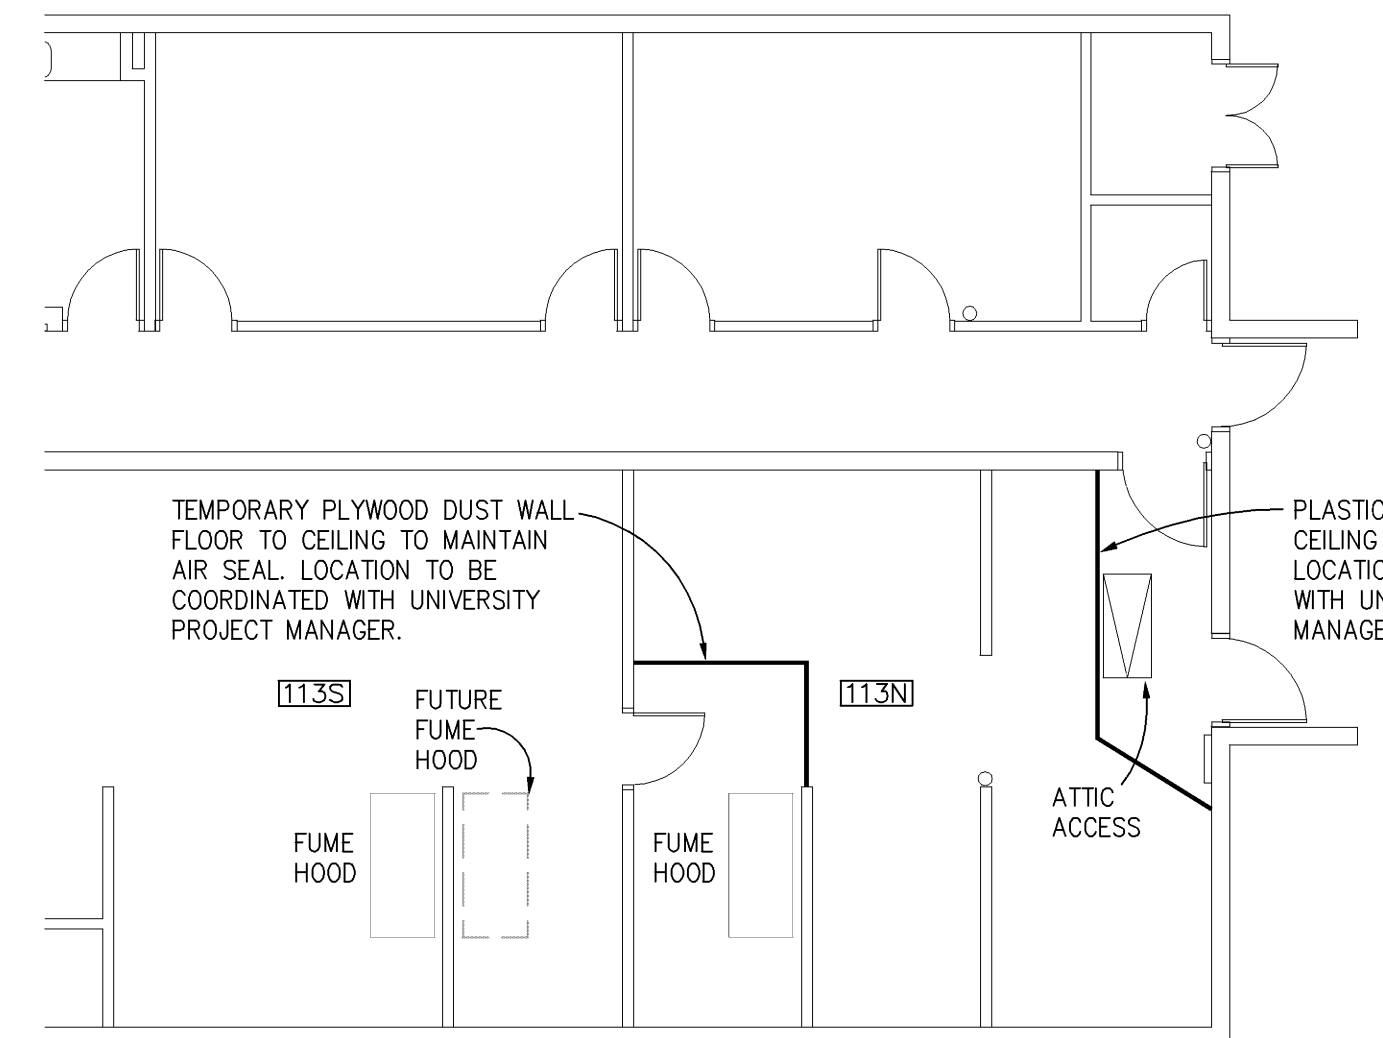 TEMPORARY PLYWOOD DUST WALL
FLOOR TO CEILING TO MAINTAIN
AIR SEAL. LOCATION TO BE
COORDINATED WITH UNIVERSITY
PROJECT MANAGER.
PLASTIC
CEILING
WITH
113S
FUTURE
FUME
HOOD
113N
ATTIC
ACCESS
FUME
HOOD
FUME
HOOD